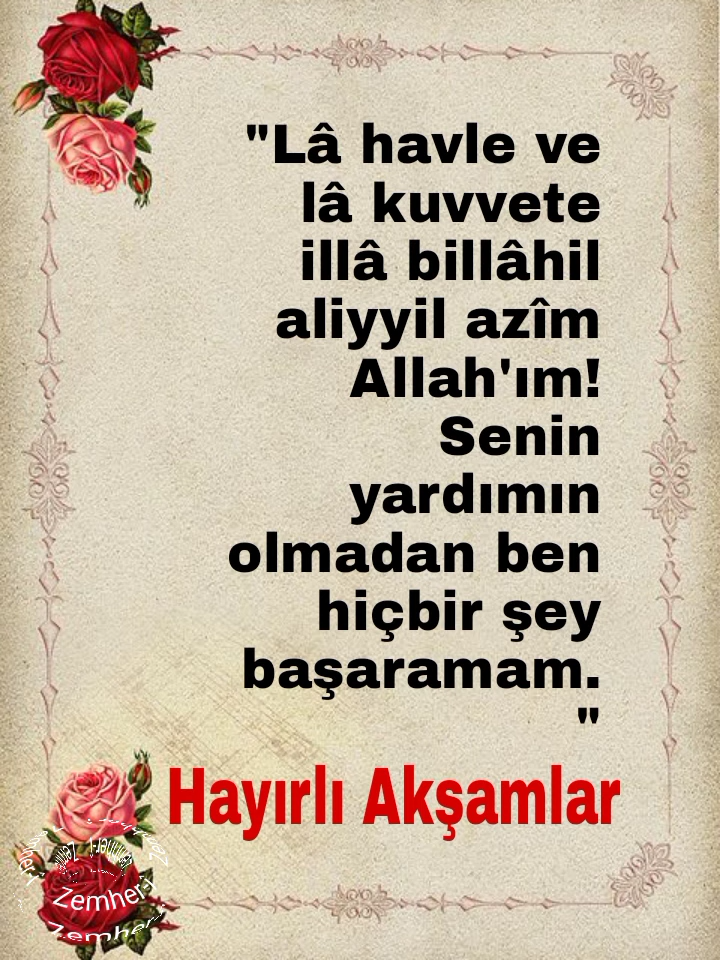 "Lâ havle ve
lâ kuvvete
illâ billâhil
aliyyil azîm
Allah'ım!
Senin
yardımın
olmadan ben
hiçbir şey
başaramam.
"
Hayırlı Akşamlar
Zemher-i
Zemher-i